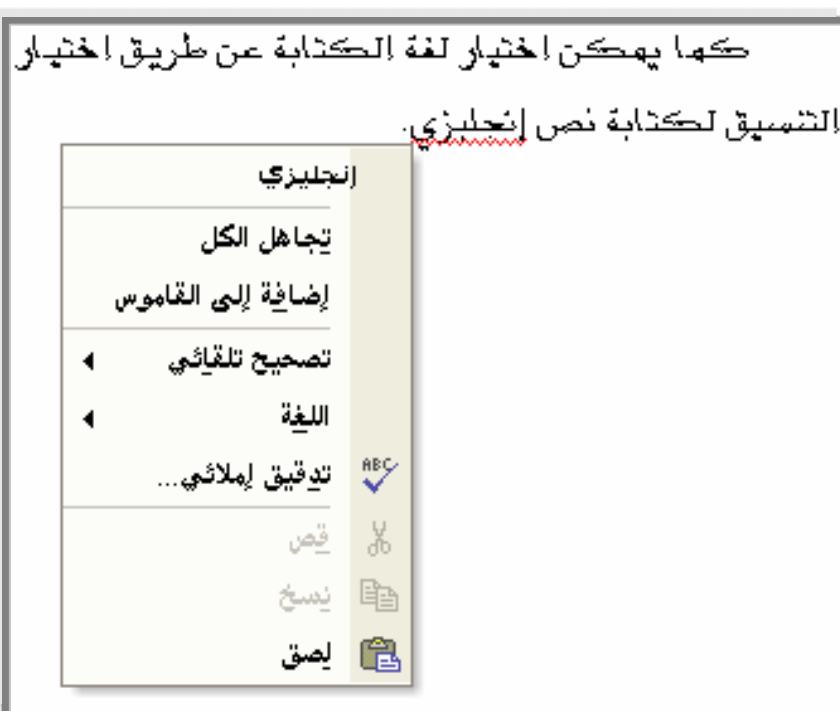 كما يمكن اختيار لغة الكتابة عن طريق اختيار
التنسيق لكتابة نص إنجليزي.
إنجليزي
تجاهل الكل
إضافة إلى القاموس
تصحيح تلقائي
اللغة
تدقيق إملائي...
قص
نسخ
لصق